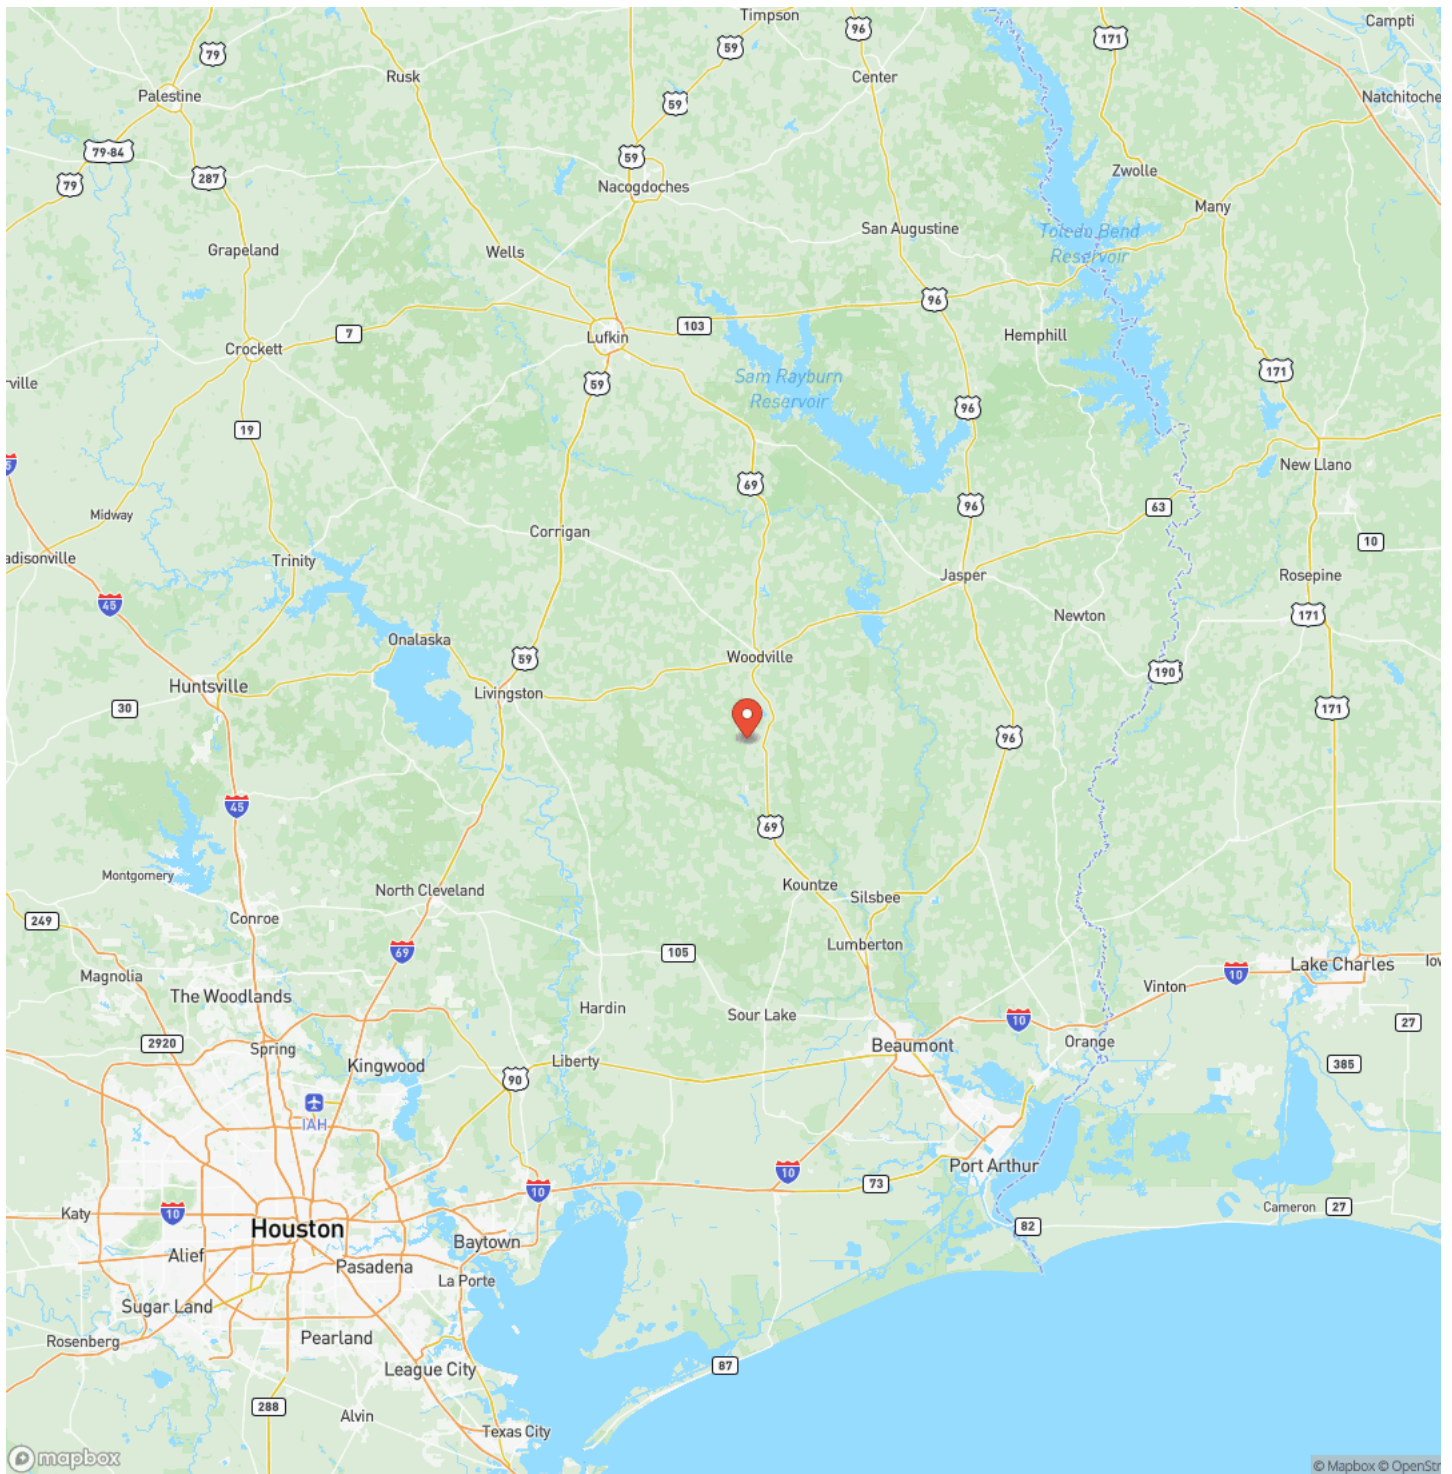 Timpson
96
171
Campti
79
59
Rusk
Center
Palestine
59
Natchitoche
79-84
59
79
287
Nacogdoches
Zwolle
Many
San Augustine
Toledo Bend
Reservoir
Grapeland
Wells
96
103
7
Lufkin
Hemphill
Crockett
Sam Rayburn
Reservoir
171
rville
59
96
19
5
New Llano
69
96
63
Midway
Corrigan
10
adisonville
Trinity
Jasper
Rosepine
45
171
Newton
Onalaska
59
Woodville
190
Huntsville
Livingston
30
171
96
45
69
Montgomery
North Cleveland
Kountze
Silsbee
249
Conroe
69
105
Lumberton
Magnolia
10
Lake Charles
Iow
The Woodlands
Vinton
Hardin
Sour Lake
10
27
2920
Spring
Beaumont
Orange
Kingwood
Liberty
90
385
IAH
Port Arthur
10
73
10
Katy
10
Cameron
27
Houston
82
Alief
Baytown
Pasadena
La Porte
Sugar Land
Rosenberg
Pearland
League City
87
288
Alvin
Texas City
mapbox
© Mapbox © OpenStr